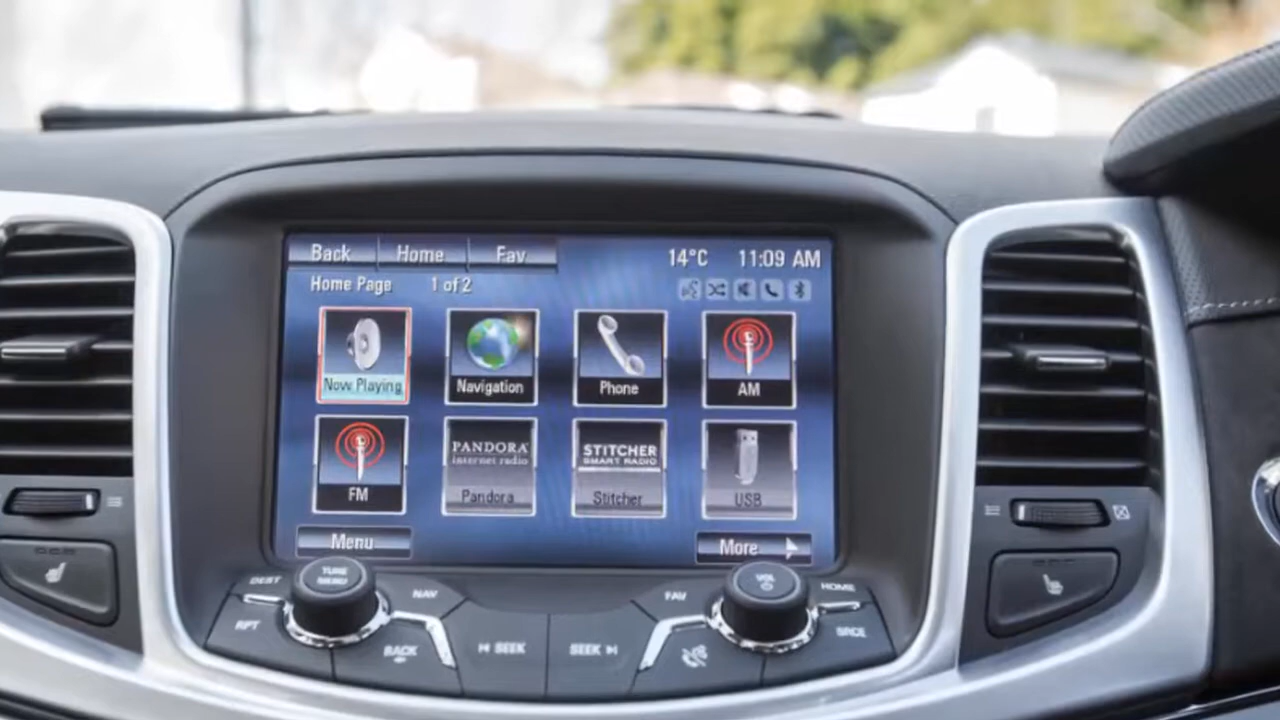 Back Home Fav 14°C 11:09 AM
Home Page 1 of 2
Now Playing Navigation Phone AM
PANDORA STITCHER
internet radio SMART RADIO
FM Pandora Stitcher USB
Menu More
DEST TUNE MENU NAV FAV VOL HOME
RPT BACK SEEK SEEK SRCE